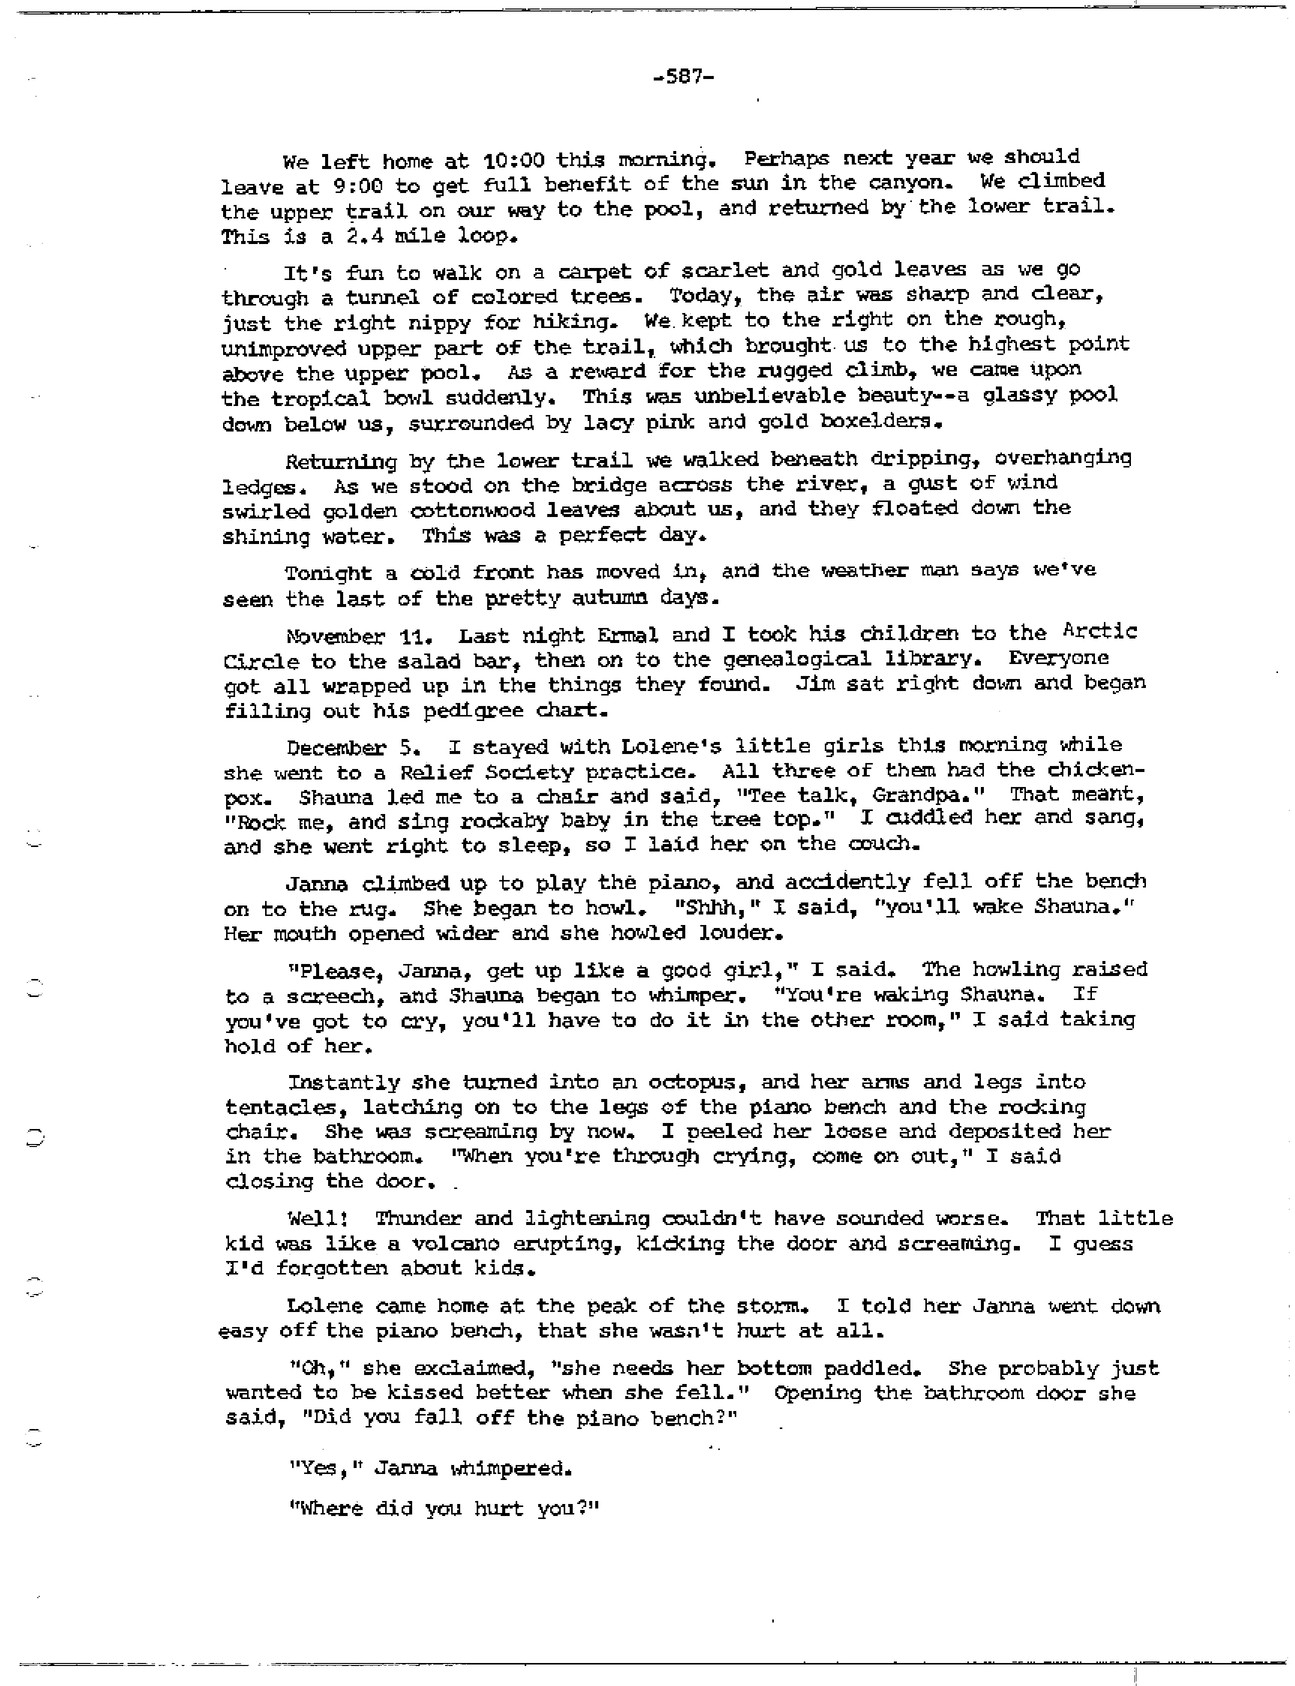 -587-
We left home at 10:00 this morning. Perhaps next year we should
leave at 9:00 to get full benefit of the sun in the canyon. We climbed
the upper trail on our way to the pool, and returned by the lower trail.
This is a 2.4 mile loop.
It's fun to walk on a carpet of scarlet and gold leaves as we go
through a tunnel of colored trees. Today, the air was sharp and clear,
just the right nippy for hiking. We kept to the right on the rough,
unimproved upper part of the trail, which brought us to the highest point
above the upper pool. As a reward for the rugged climb, we came upon
the tropical bowl suddenly. This was unbelievable beauty--a glassy pool
down below us, surrounded by lacy pink and gold boxelders.
Returning by the lower trail we walked beneath dripping, overhanging
ledges. As we stood on the bridge across the river, a gust of wind
swirled golden cottonwood leaves about us, and they floated down the
shining water. This was a perfect day.
Tonight a cold front has moved in, and the weather man says we've
seen the last of the pretty autumn days.
November 11. Last night Ermal and I took his children to the Arctic
Circle to the salad bar, then on to the genealogical library. Everyone
got all wrapped up in the things they found. Jim sat right down and began
filling out his pedigree chart.
December 5. I stayed with Lolene's little girls this morning while
she went to a Relief Society practice. All three of them had the chicken-
pox. Shauna led me to a chair and said, "Tee talk, Grandpa." That meant,
"Rock me, and sing rockaby baby in the tree top." I cuddled her and sang,
and she went right to sleep, so I laid her on the couch.
Janna climbed up to play the piano, and accidently fell off the bench
on to the rug. She began to howl. "Shhh," I said, "you'll wake Shauna."
Her mouth opened wider and she howled louder.
"Please, Janna, get up like a good girl," I said. The howling raised
to a screech, and Shauna began to whimper. "You're waking Shauna. If
you've got to cry, you'll have to do it in the other room," I said taking
hold of her.
Instantly she turned into an octopus, and her arms and legs into
tentacles, latching on to the legs of the piano bench and the rocking
chair. She was screaming by now. I peeled her loose and deposited her
in the bathroom. "When you're through crying, come on out," I said
closing the door.
Well! Thunder and lightening couldn't have sounded worse. That little
kid was like a volcano erupting, kicking the door and screaming. I guess
I'd forgotten about kids.
Lolene came home at the peak of the storm. I told her Janna went down
easy off the piano bench, that she wasn't hurt at all.
"Oh," she exclaimed, "she needs her bottom paddled. She probably just
wanted to be kissed better when she fell." Opening the bathroom door she
said, "Did you fall off the piano bench?"
"Yes," Janna whimpered.
"Where did you hurt you?"